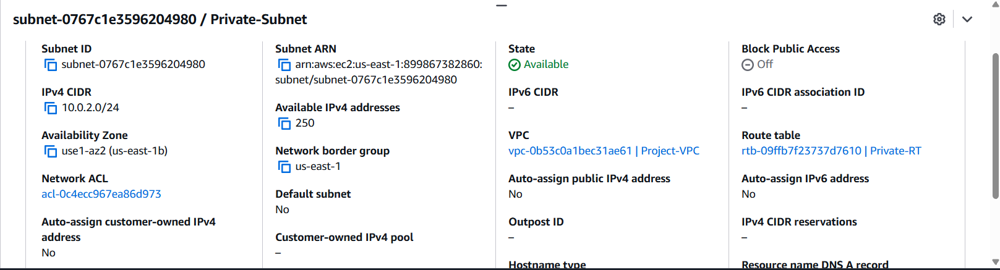 subnet-0767c1e3596204980 / Private-Subnet
Subnet ID
subnet-0767c1e3596204980
IPv4 CIDR
10.0.2.0/24
Availability Zone
use1-az2 (us-east-1b)
Network ACL
acl-0c4ecc967ea86d973
Auto-assign customer-owned IPv4
address
No
Subnet ARN
arn:aws:ec2:us-east-1:899867382860:
subnet/subnet-0767c1e3596204980
Available IPv4 addresses
250
Network border group
us-east-1
Default subnet
No
Customer-owned IPv4 pool
–
State
Available
IPv6 CIDR
–
VPC
vpc-0b53c0a1bec31ae61 | Project-VPC
Auto-assign public IPv4 address
No
Outpost ID
–
Hostname type
Block Public Access
Off
IPv6 CIDR association ID
–
Route table
rtb-09ffb7f23737d7610 | Private-RT
Auto-assign IPv6 address
No
IPv4 CIDR reservations
–
Resource name DNS A record